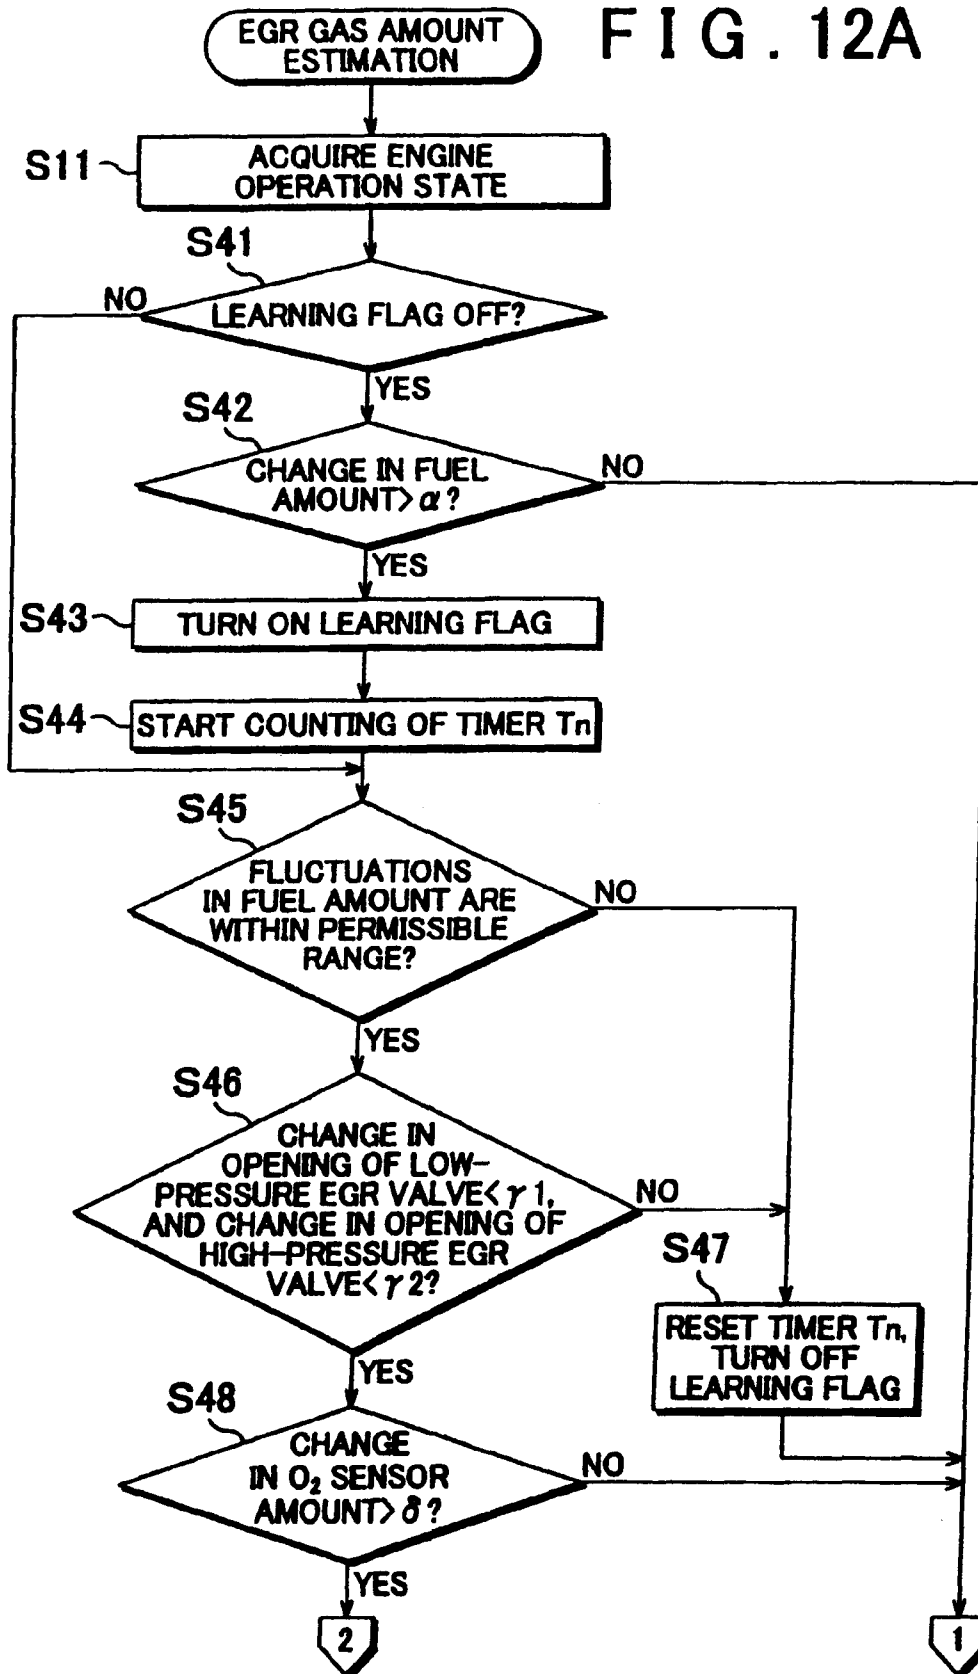 FIG. 12A
EGR GAS AMOUNT
ESTIMATION
S11
ACQUIRE ENGINE
OPERATION STATE
S41
NO
LEARNING FLAG OFF?
YES
S42
CHANGE IN FUEL
AMOUNT>α?
NO
YES
S43
TURN ON LEARNING FLAG
S44
START COUNTING OF TIMER Tn
S45
FLUCTUATIONS
IN FUEL AMOUNT ARE
WITHIN PERMISSIBLE
RANGE?
NO
YES
S46
CHANGE IN
OPENING OF LOW-
PRESSURE EGR VALVE<γ1,
AND CHANGE IN OPENING OF
HIGH-PRESSURE EGR
VALVE<γ2?
NO
S47
RESET TIMER Tn,
TURN OFF
LEARNING FLAG
YES
S48
CHANGE
IN O₂ SENSOR
AMOUNT>δ?
NO
YES
2
1